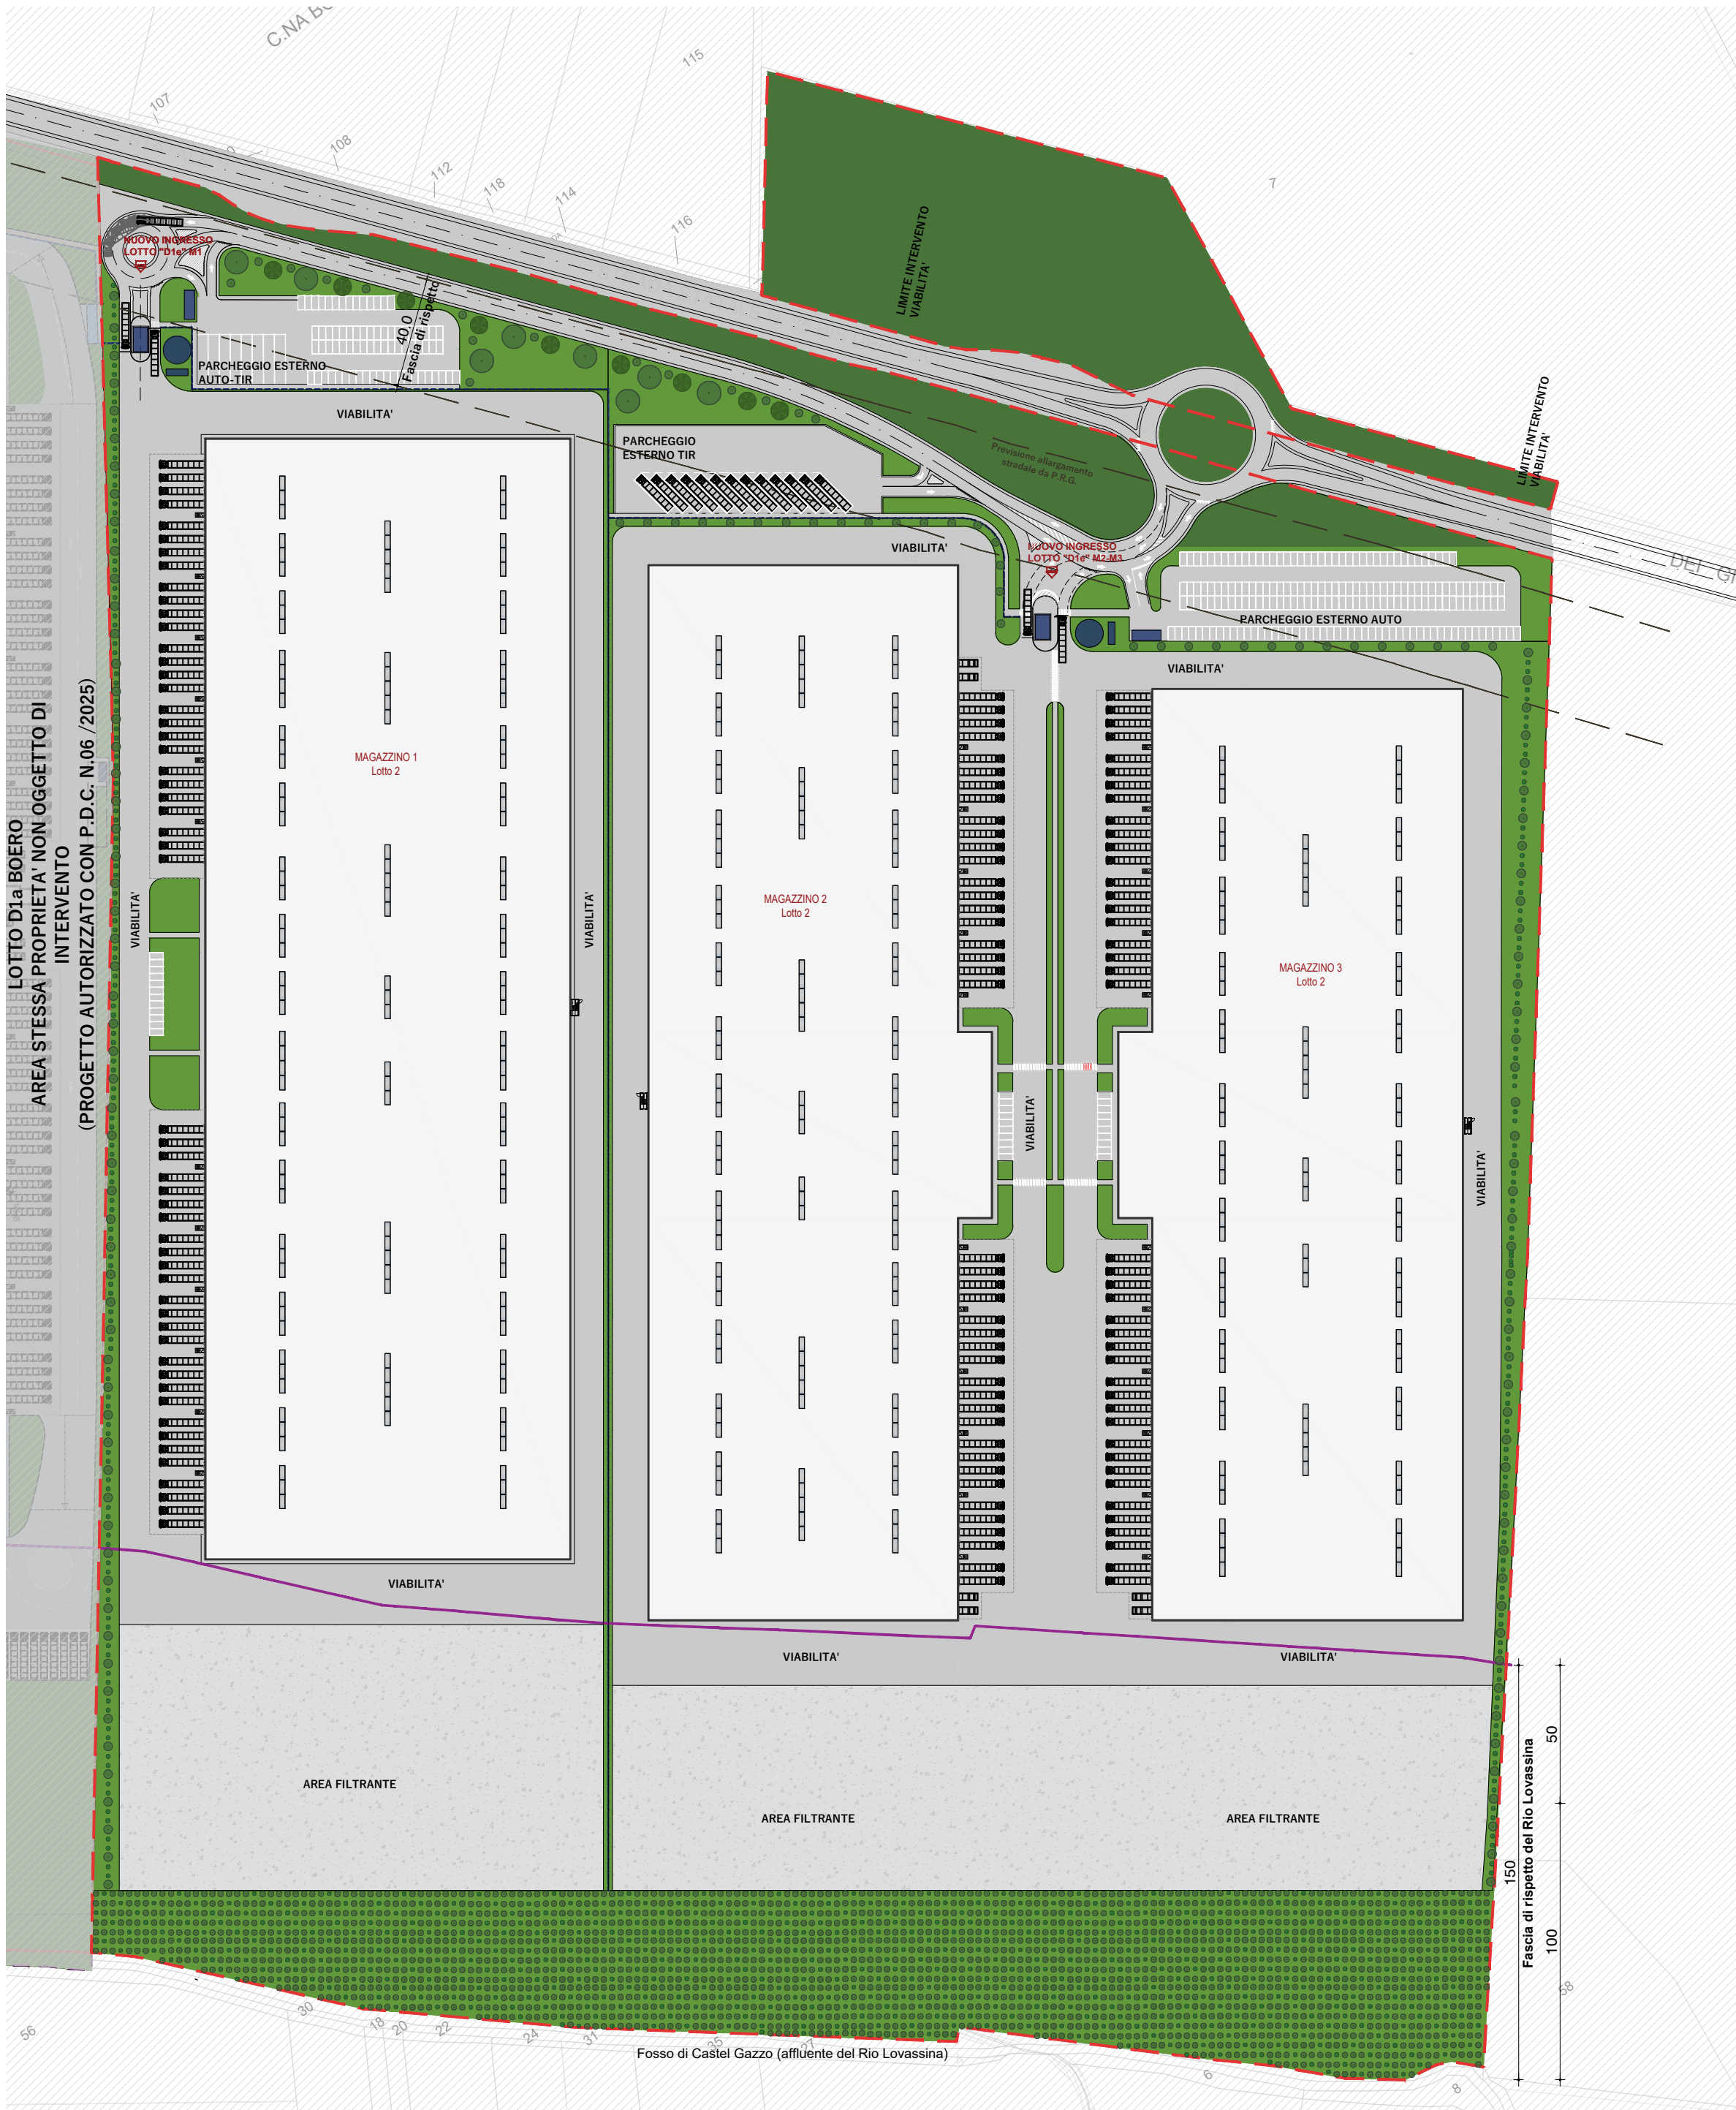 C.NA BO
115
107
108
112
118
114
116
7
LIMITE INTERVENTO
VIABILITA'
NUOVO INGRESSO
LOTTO "D1e" M1
40.0
Fascia di rispetto
PARCHEGGIO ESTERNO
AUTO-TIR
VIABILITA'
PARCHEGGIO
ESTERNO TIR
Previsione allargamento
stradale da P.R.G.
LIMITE INTERVENTO
VIABILITA'
DEI GI
VIABILITA'
NUOVO INGRESSO
LOTTO "D1e" M2-M3
PARCHEGGIO ESTERNO AUTO
VIABILITA'
LOTTO D1a BOERO
AREA STESSA PROPRIETA' NON OGGETTO DI
INTERVENTO
(PROGETTO AUTORIZZATO CON P.D.C. N.06 /2025)
MAGAZZINO 1
Lotto 2
VIABILITA'
VIABILITA'
MAGAZZINO 2
Lotto 2
MAGAZZINO 3
Lotto 2
VIABILITA'
VIABILITA'
VIABILITA'
VIABILITA'
VIABILITA'
AREA FILTRANTE
AREA FILTRANTE
AREA FILTRANTE
50
150
Fascia di rispetto del Rio Lovassina
100
58
56
30
18
20
22
24
31
35
27
Fosso di Castel Gazzo (affluente del Rio Lovassina)
6
8